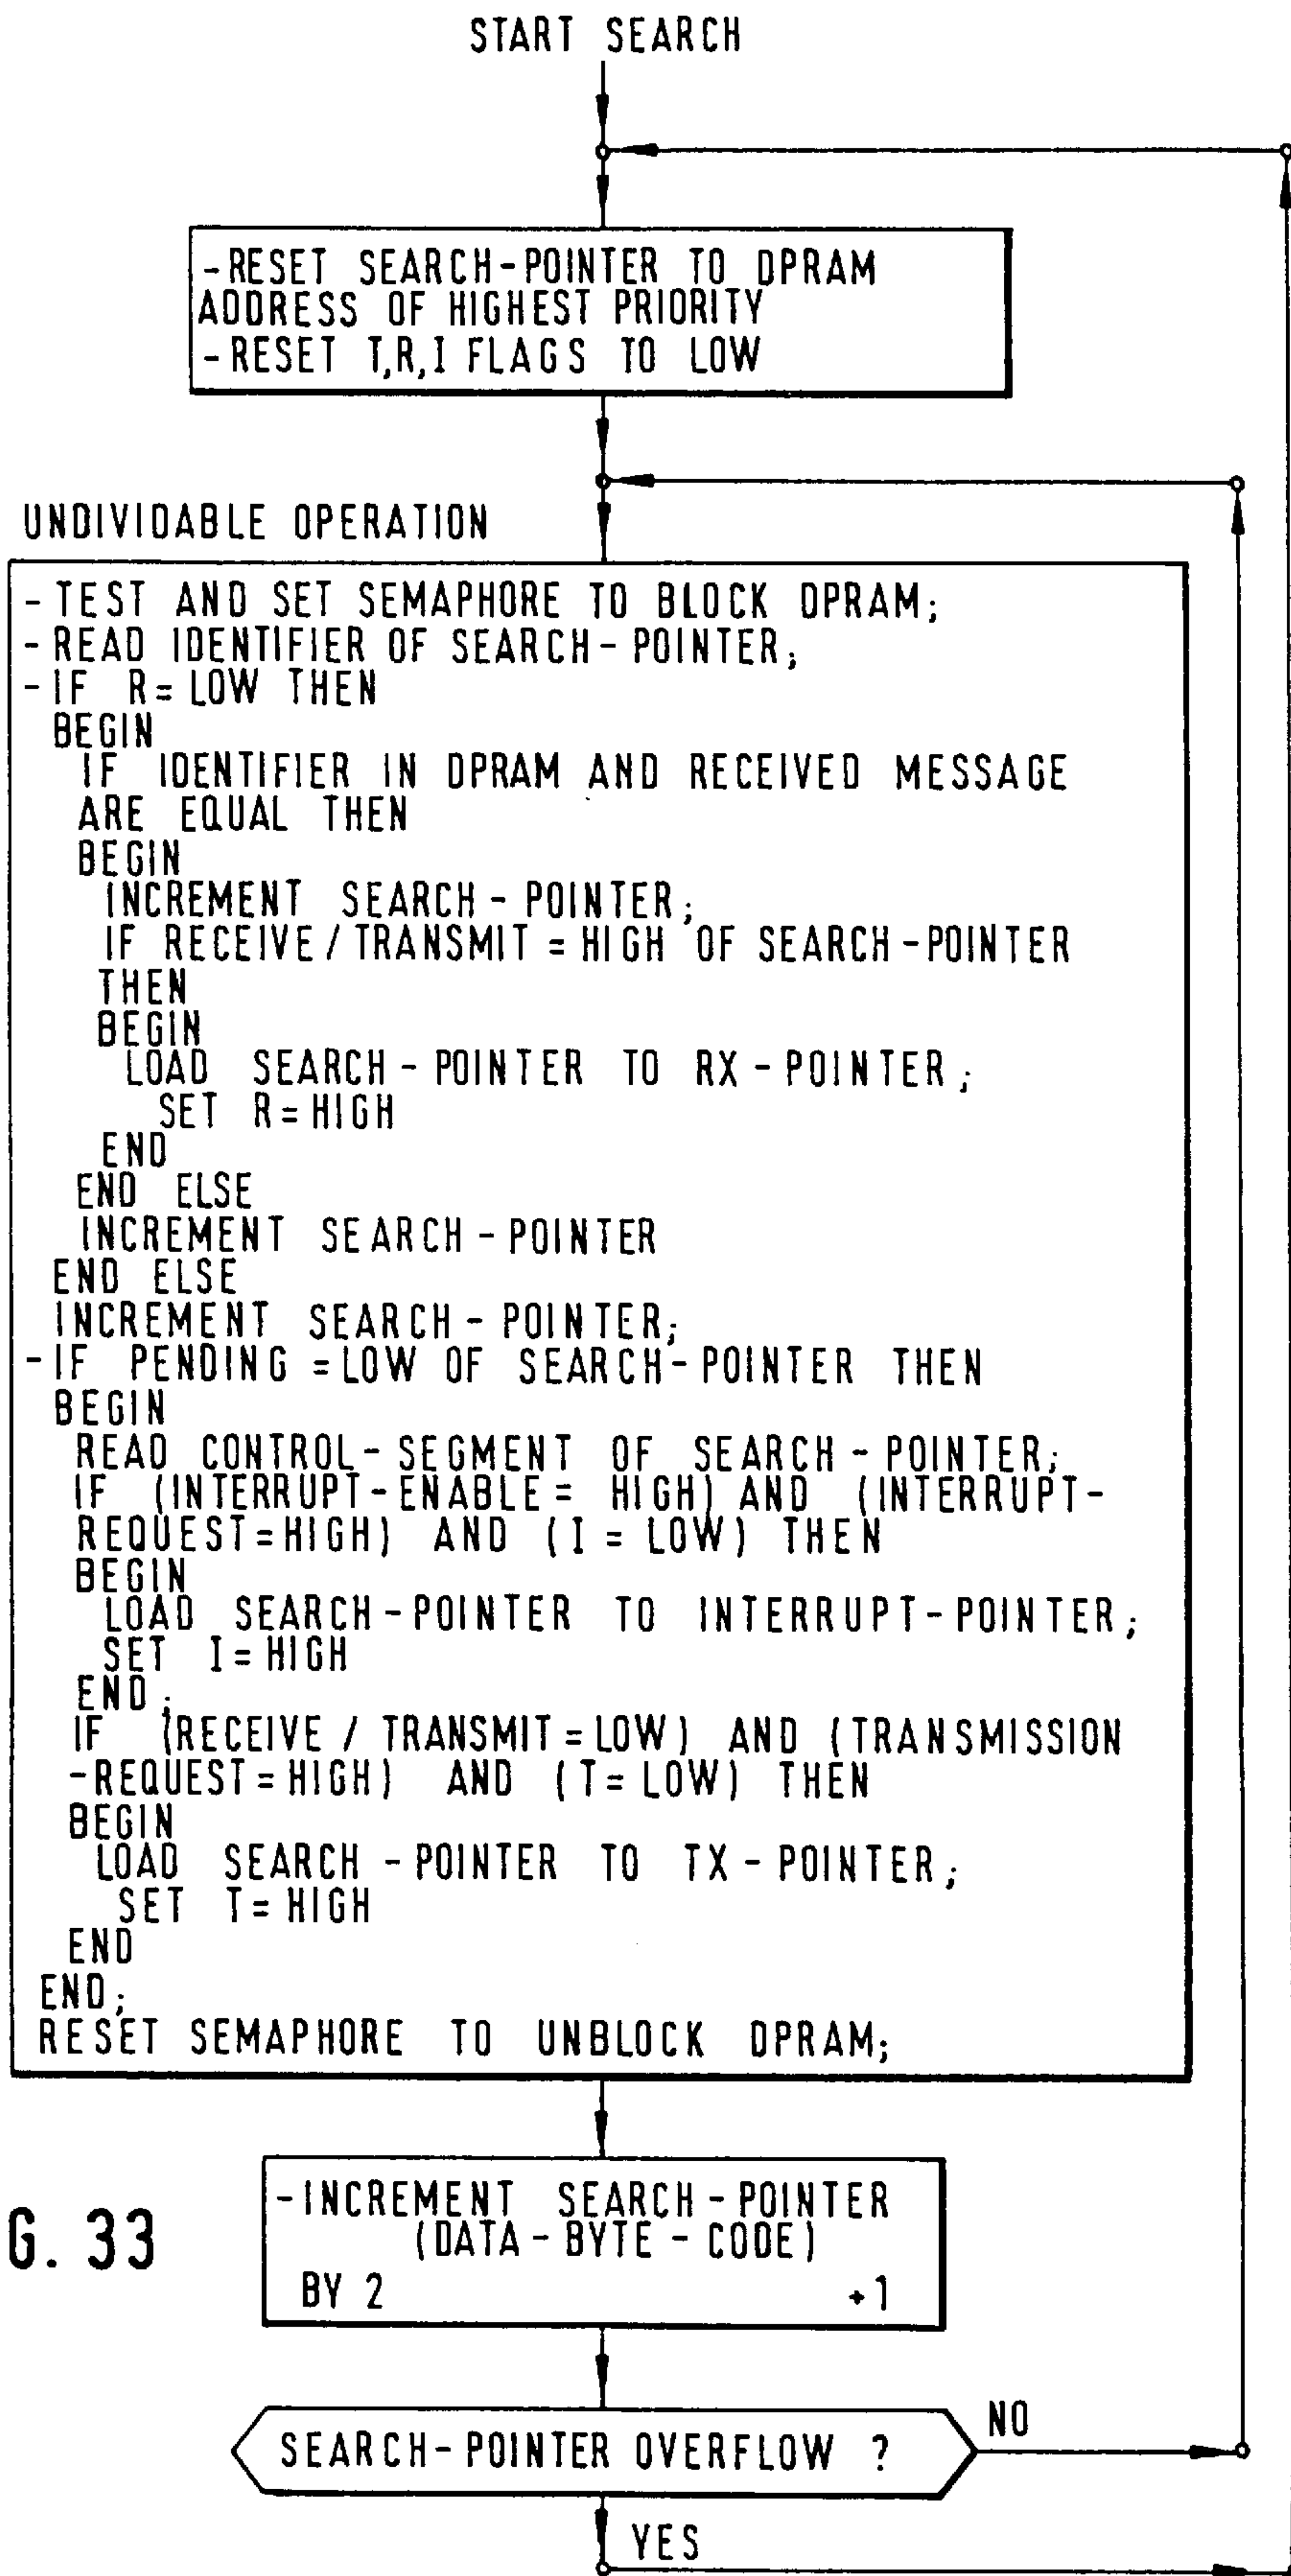 START SEARCH
-RESET SEARCH-POINTER TO DPRAM
ADDRESS OF HIGHEST PRIORITY
-RESET T,R,I FLAGS TO LOW
UNDIVIDABLE OPERATION
-TEST AND SET SEMAPHORE TO BLOCK DPRAM;
-READ IDENTIFIER OF SEARCH-POINTER;
-IF R=LOW THEN
BEGIN
IF IDENTIFIER IN DPRAM AND RECEIVED MESSAGE
ARE EQUAL THEN
BEGIN
INCREMENT SEARCH-POINTER;
IF RECEIVE/TRANSMIT=HIGH OF SEARCH-POINTER
THEN
BEGIN
LOAD SEARCH-POINTER TO RX-POINTER;
SET R=HIGH
END
END ELSE
INCREMENT SEARCH-POINTER
END ELSE
INCREMENT SEARCH-POINTER;
-IF PENDING=LOW OF SEARCH-POINTER THEN
BEGIN
READ CONTROL-SEGMENT OF SEARCH-POINTER;
IF (INTERRUPT-ENABLE= HIGH) AND (INTERRUPT-
REQUEST=HIGH) AND (I=LOW) THEN
BEGIN
LOAD SEARCH-POINTER TO INTERRUPT-POINTER;
SET I=HIGH
END;
IF (RECEIVE/TRANSMIT=LOW) AND (TRANSMISSION
-REQUEST=HIGH) AND (T=LOW) THEN
BEGIN
LOAD SEARCH-POINTER TO TX-POINTER;
SET T=HIGH
END
END;
RESET SEMAPHORE TO UNBLOCK DPRAM;
-INCREMENT SEARCH-POINTER
(DATA-BYTE-CODE)
BY 2 +1
G. 33
SEARCH-POINTER OVERFLOW ?
NO
YES